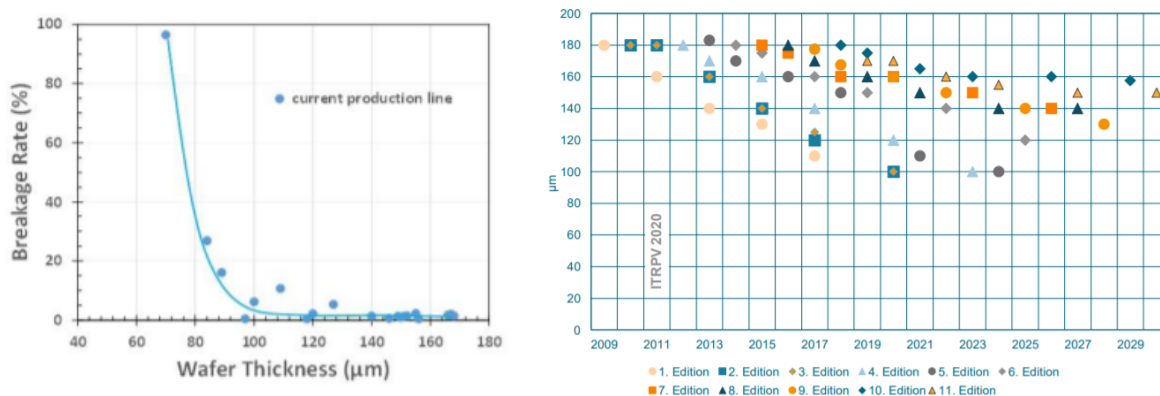 100
80
60
40
20
0
Breakage Rate (%)
current production line
40 60 80 100 120 140 160 180
Wafer Thickness (µm)
200
180
160
140
120
100
80
60
40
20
0
µm
ITRPV 2020
2009 2011 2013 2015 2017 2019 2021 2023 2025 2027 2029
1. Edition 2. Edition 3. Edition 4. Edition 5. Edition 6. Edition
7. Edition 8. Edition 9. Edition 10. Edition 11. Edition